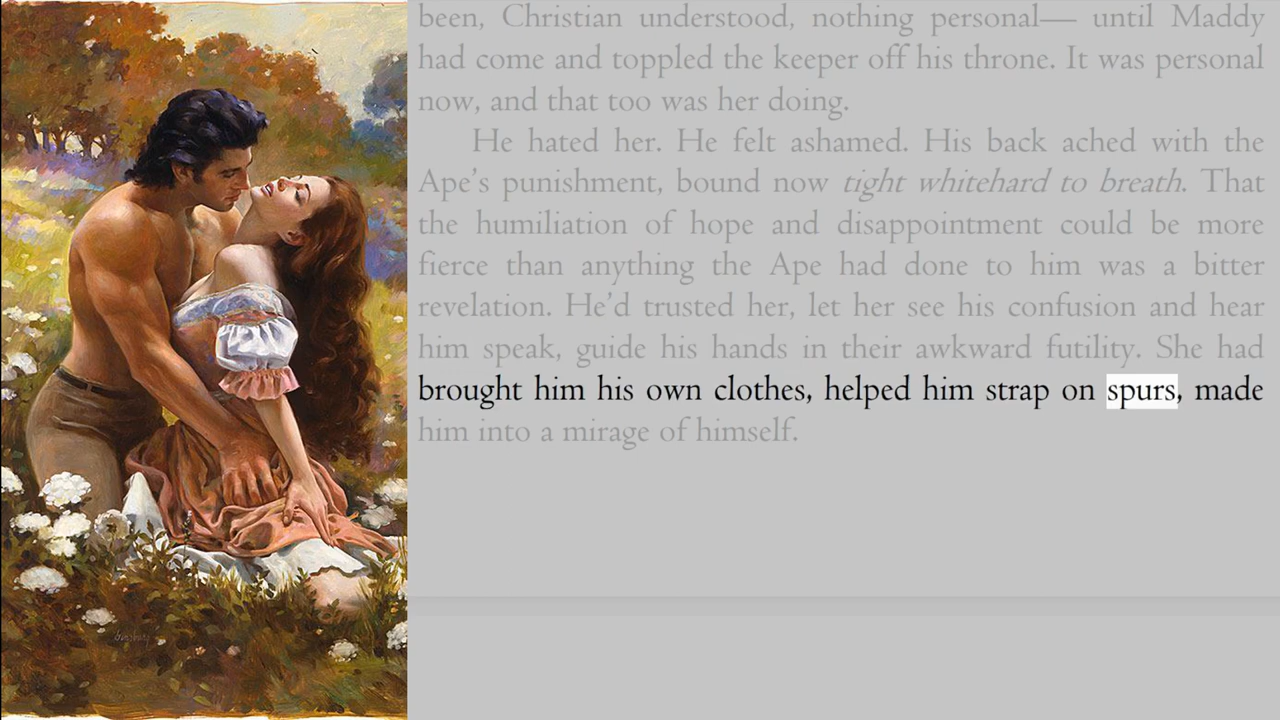 been, Christian understood, nothing personal— until Maddy
had come and toppled the keeper off his throne. It was personal
now, and that too was her doing.
He hated her. He felt ashamed. His back ached with the
Ape's punishment, bound now tight whitehard to breath. That
the humiliation of hope and disappointment could be more
fierce than anything the Ape had done to him was a bitter
revelation. He'd trusted her, let her see his confusion and hear
him speak, guide his hands in their awkward futility. She had
brought him his own clothes, helped him strap on spurs, made
him into a mirage of himself.